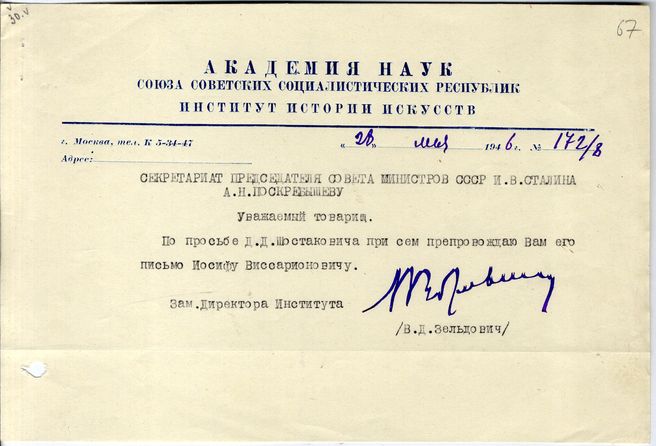 30.V
67
АКАДЕМИЯ НАУК
СОЮЗА СОВЕТСКИХ СОЦИАЛИСТИЧЕСКИХ РЕСПУБЛИК
ИНСТИТУТ ИСТОРИИ ИСКУССТВ
г. Москва, тел. К 5-34-47
Адрес:
„28" мая 1946 г. № 172/в
СЕКРЕТАРИАТ ПРЕДСЕДАТЕЛЯ СОВЕТА МИНИСТРОВ СССР И.В.СТАЛИНА
А.Н.ПОСКРЕБЫШЕВУ
Уважаемый товарищ.
По просьбе Д.Д.Шостаковича при сем препровождаю Вам его
письмо Иосифу Виссарионовичу.
Зам.Директора Института
/В.Д.Зельдович/